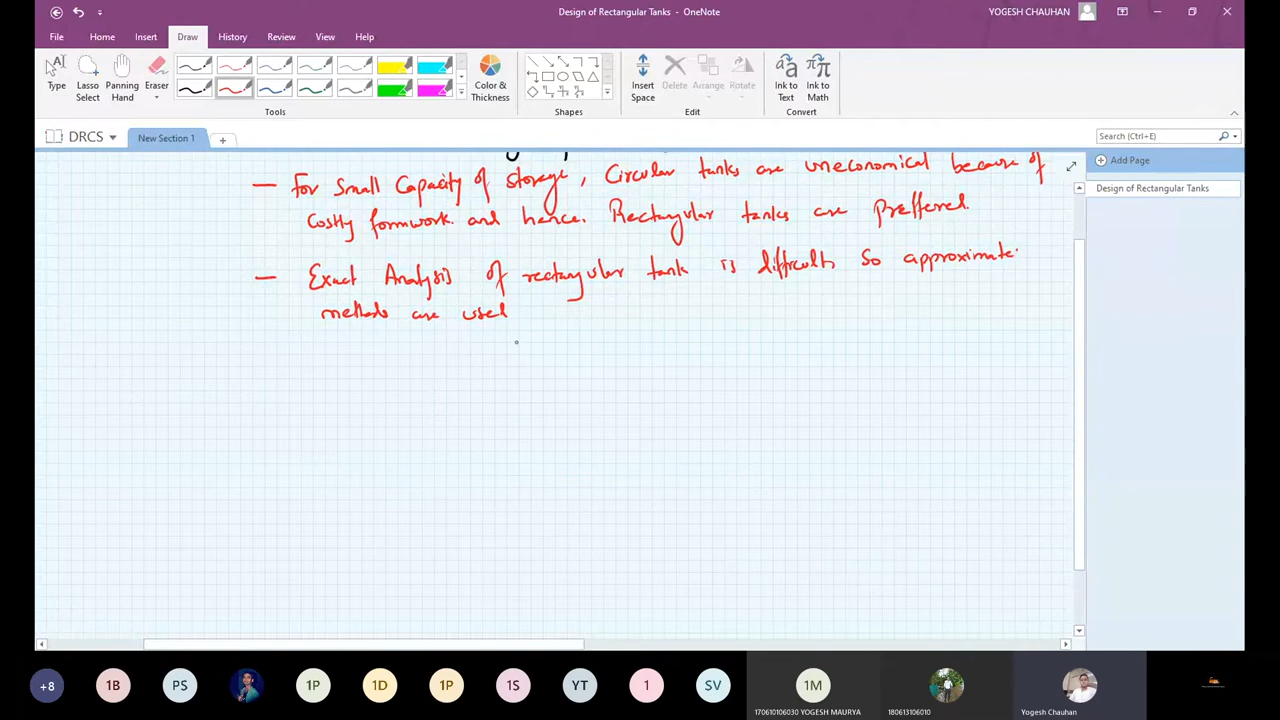 Design of Rectangular Tanks - OneNote
YOGESH CHAUHAN
File Home Insert Draw History Review View Help
Type
Lasso Select
Panning Hand
Eraser
Color & Thickness
Insert Space
Delete
Arrange
Rotate
Ink to Text
Ink to Math
Tools
Shapes
Edit
Convert
DRCS
New Section 1
Search (Ctrl+E)
Add Page
Design of Rectangular Tanks
— For Small Capacity of storage, Circular tanks are uneconomical because of
Costly formwork. and hence. Rectangular tanks are preffered.
— Exact Analysis of rectangular tank is difficult, So approximate
methods are used
+8 1B PS 1P 1D 1P 1S YT 1 SV 1M
170610106030 YOGESH MAURYA
180613106010
Yogesh Chauhan